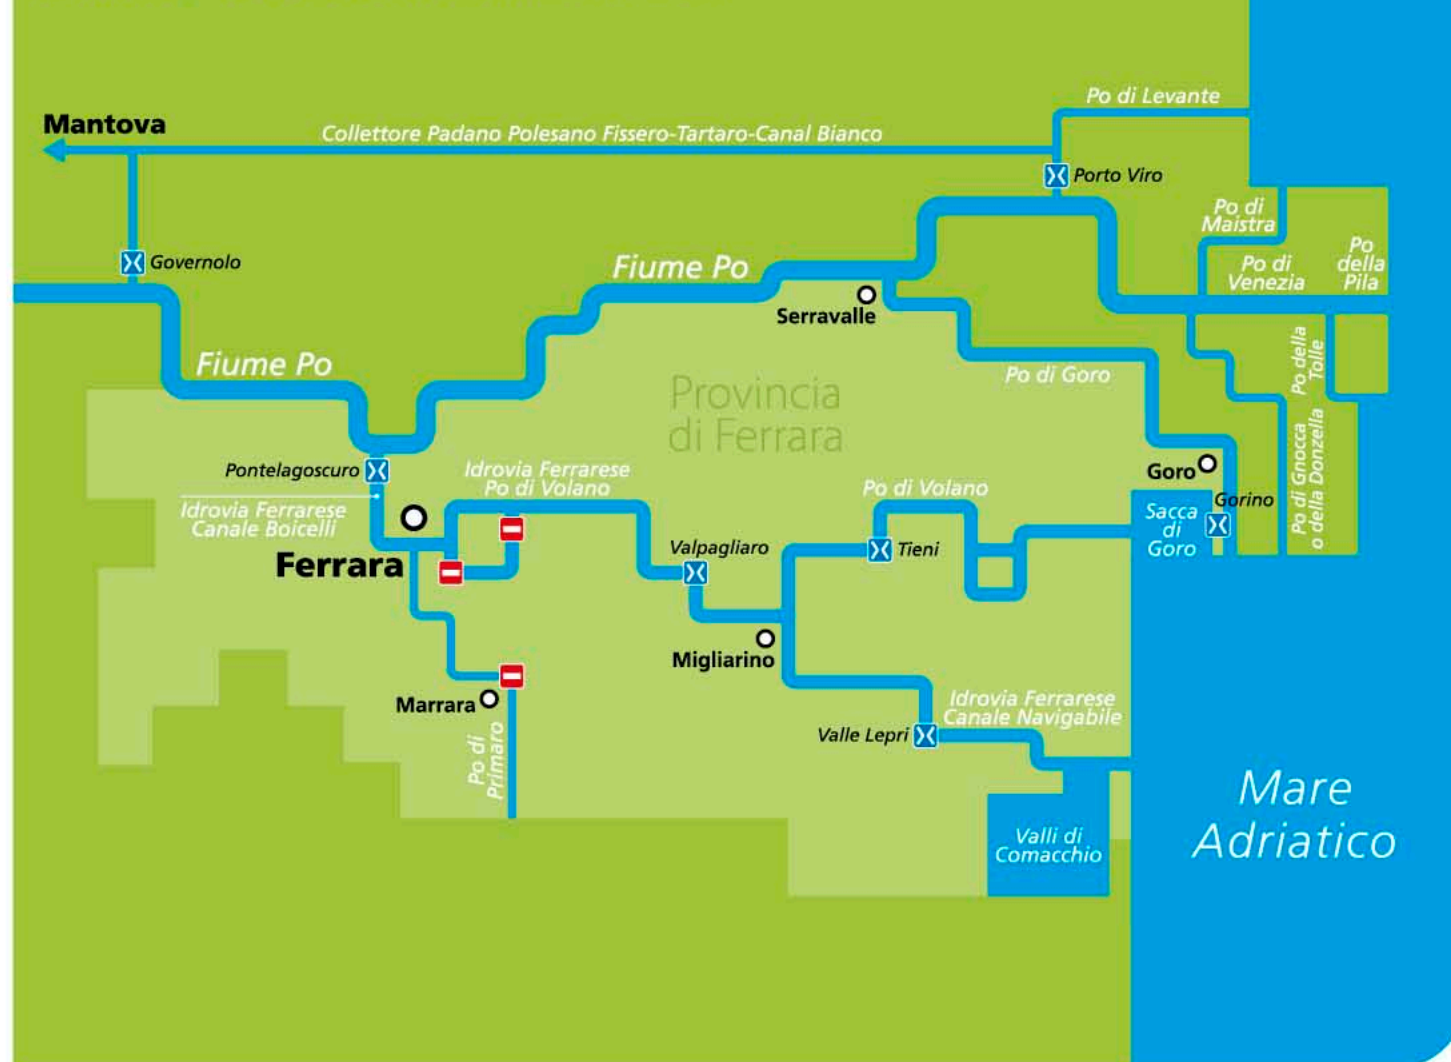 Po di Levante
Mantova
Collettore Padano Polesano Fissero-Tartaro-Canal Bianco
Porto Viro
Po di
Maistra
Governolo
Fiume Po
Po di
Venezia
Po
della
Pila
Serravalle
Fiume Po
Po di Goro
Po della
Tolle
Provincia
di Ferrara
Po di Gnocca
o della Donzella
Pontelagoscuro
Idrovia Ferrarese
Po di Volano
Goro
Idrovia Ferrarese
Canale Boicelli
Po di Volano
Gorino
Sacca
di
Goro
Ferrara
Valpagliaro
Tieni
Migliarino
Marrara
Idrovia Ferrarese
Canale Navigabile
Valle Lepri
Po di
Primaro
Mare
Adriatico
Valli di
Comacchio